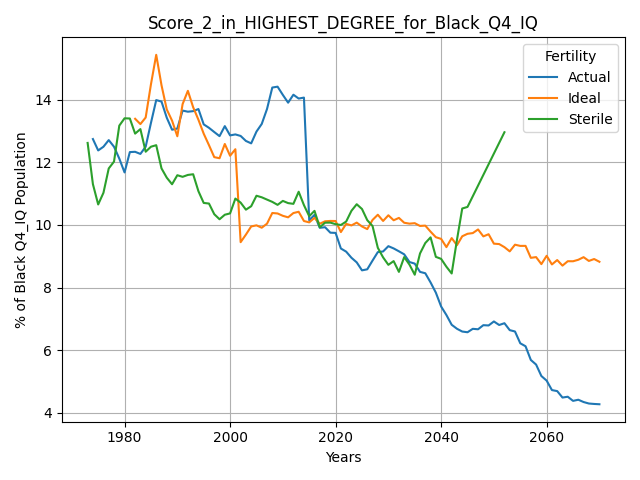 Score_2_in_HIGHEST_DEGREE_for_Black_Q4_IQ
Fertility
Actual
Ideal
Sterile
% of Black Q4_IQ Population
14
12
10
8
6
4
1980 2000 2020 2040 2060
Years